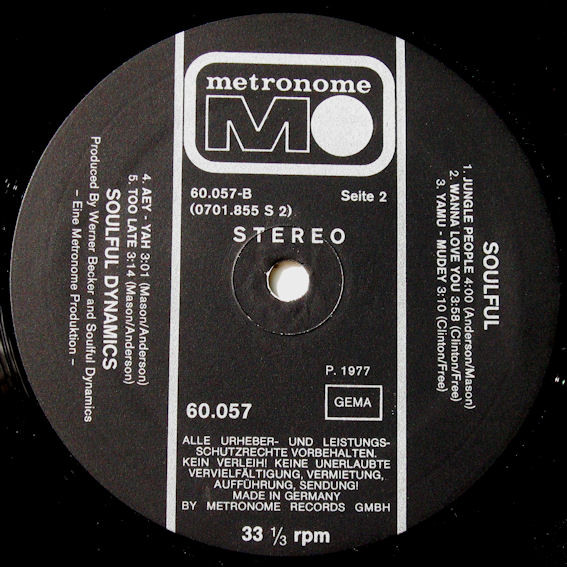 metronome
60.057-B
Seite 2
(0701.855 S 2)
STEREO
SOULFUL
1. JUNGLE PEOPLE 4:00 (Anderson/Mason)
2. WANNA LOVE YOU 3:58 (Clinton/Free)
3. YAMU - MUDEY 3:10 (Clinton/Free)
4. AEY - YAH 3:01 (Mason/Anderson)
5. TOO LATE 3:14 (Mason/Anderson)
SOULFUL DYNAMICS
Produced By Werner Becker and Soulful Dynamics
– Eine Metronome Produktion –
P. 1977
60.057
GEMA
ALLE URHEBER- UND LEISTUNGS-
SCHUTZRECHTE VORBEHALTEN.
KEIN VERLEIH! KEINE UNERLAUBTE
VERVIELFÄLTIGUNG, VERMIETUNG,
AUFFÜHRUNG, SENDUNG!
MADE IN GERMANY
BY METRONOME RECORDS GMBH
33 1/3 rpm